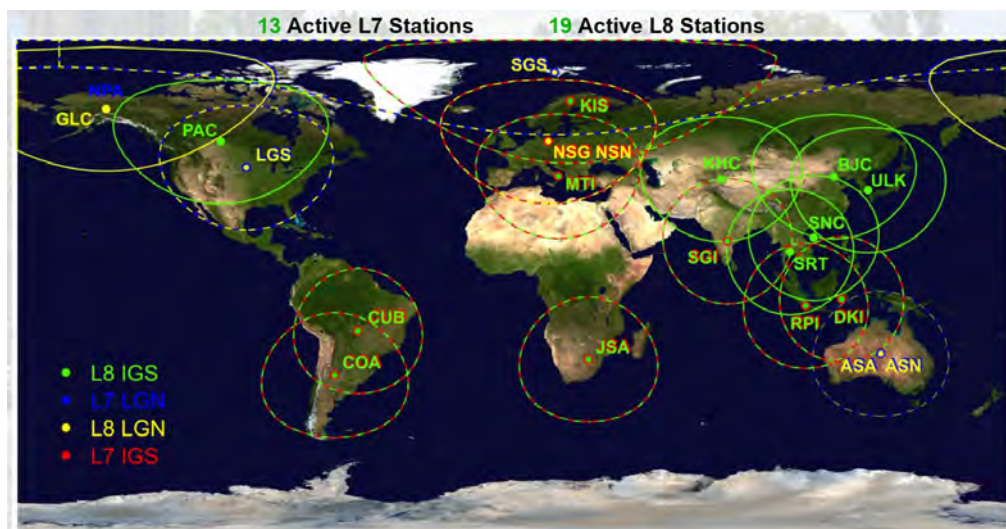 13 Active L7 Stations
19 Active L8 Stations
SGS
NPA
GLC
KIS
PAC
NSG NSN
LGS
MTI
KHC
BJC
ULK
SNC
SGI
SRT
CUB
RPI
DKI
COA
JSA
ASA ASN
L8 IGS
L7 LGN
L8 LGN
L7 IGS